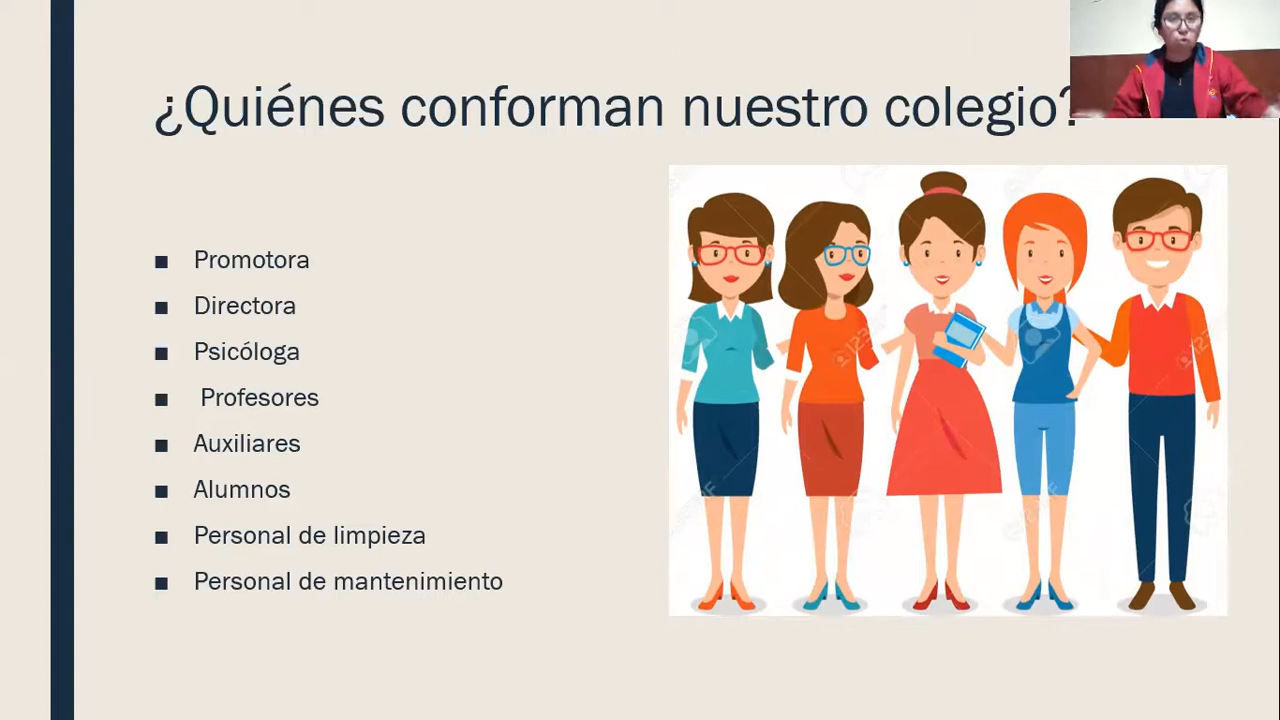 ¿Quiénes conforman nuestro colegio?
Promotora
Directora
Psicóloga
Profesores
Auxiliares
Alumnos
Personal de limpieza
Personal de mantenimiento